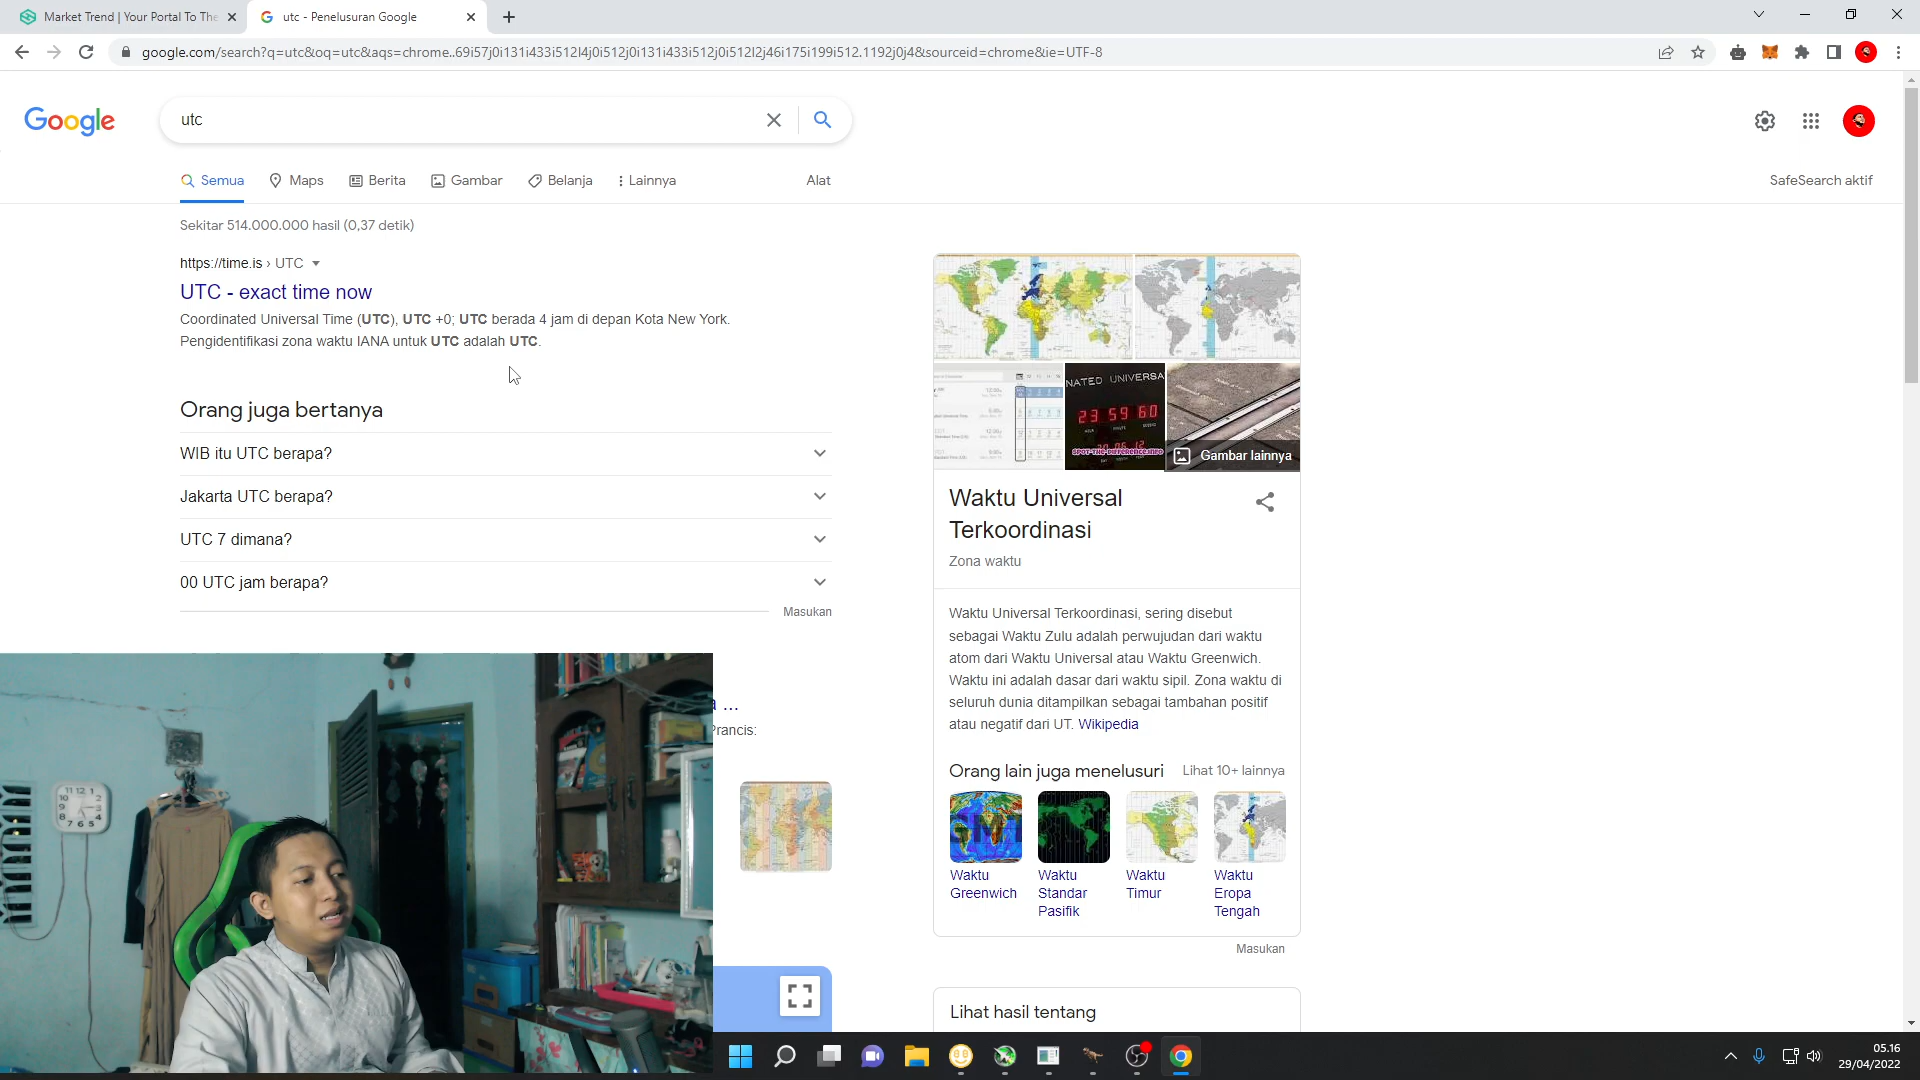 Market Trend | Your Portal To The
utc - Penelusuran Google
google.com/search?q=utc&oq=utc&aqs=chrome..69i57j0i131i433i512l4j0i512j0i131i433i512j0i512l2j46i175i199i512.1192j0j4&sourceid=chrome&ie=UTF-8
Google
utc
Semua
Maps
Berita
Gambar
Belanja
Lainnya
Alat
SafeSearch aktif
Sekitar 514.000.000 hasil (0,37 detik)
https://time.is › UTC
UTC - exact time now
Coordinated Universal Time (UTC), UTC +0; UTC berada 4 jam di depan Kota New York.
Pengidentifikasi zona waktu IANA untuk UTC adalah UTC.
Orang juga bertanya
WIB itu UTC berapa?
Jakarta UTC berapa?
UTC 7 dimana?
00 UTC jam berapa?
Masukan
...
Prancis:
NATED UNIVERSA
23 59 60
Gambar lainnya
Waktu Universal
Terkoordinasi
Zona waktu
Waktu Universal Terkoordinasi, sering disebut
sebagai Waktu Zulu adalah perwujudan dari waktu
atom dari Waktu Universal atau Waktu Greenwich.
Waktu ini adalah dasar dari waktu sipil. Zona waktu di
seluruh dunia ditampilkan sebagai tambahan positif
atau negatif dari UT. Wikipedia
Orang lain juga menelusuri
Lihat 10+ lainnya
Waktu
Greenwich
Waktu
Standar
Pasifik
Waktu
Timur
Waktu
Eropa
Tengah
Masukan
Lihat hasil tentang
05.16
29/04/2022